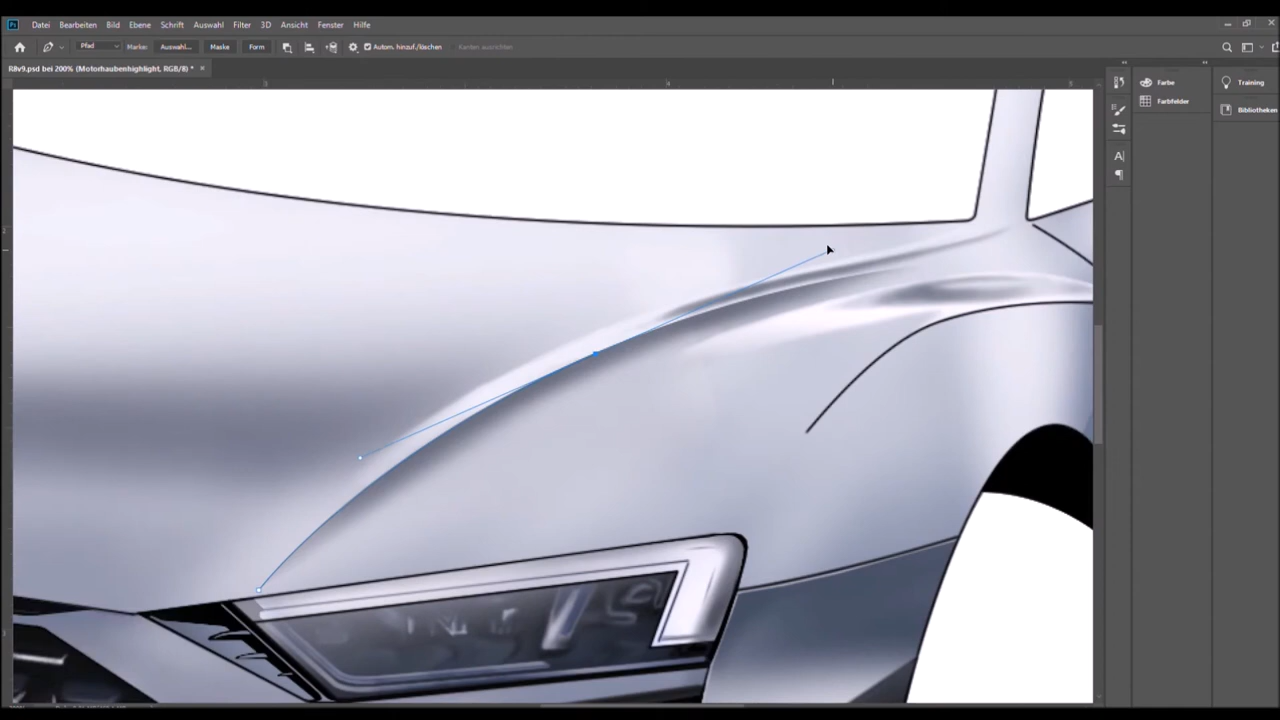 Ps Datei Bearbeiten Bild Ebene Schrift Auswahl Filter 3D Ansicht Fenster Hilfe
Pfad Marke: Auswahl... Maske Form Autom. hinzuf./löschen Kanten ausrichten
R8v9.psd bei 200% (Motorhaubenhighlight, RGB/8) * ×
Farbe
Farbfelder
Training
Bibliotheken
A|